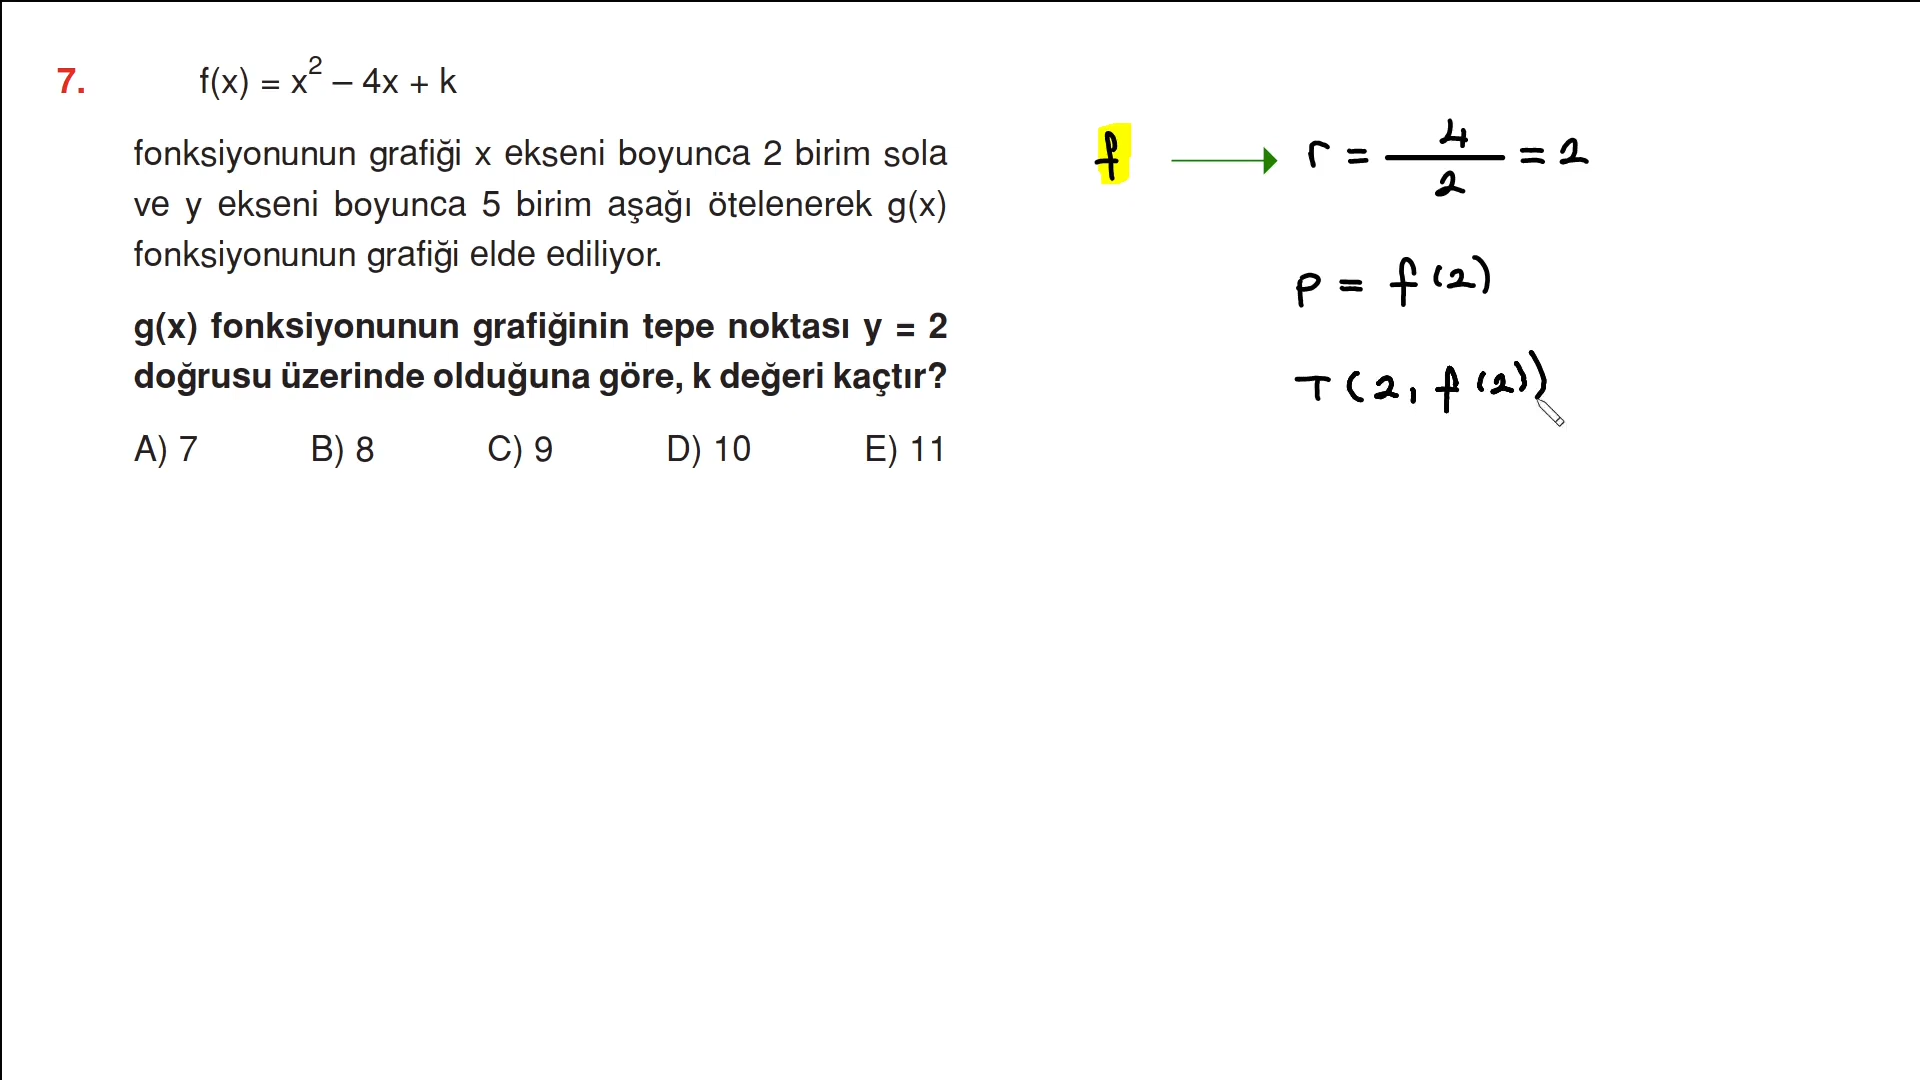 7. f(x) = x² – 4x + k
fonksiyonunun grafiği x ekseni boyunca 2 birim sola
ve y ekseni boyunca 5 birim aşağı ötelenerek g(x)
fonksiyonunun grafiği elde ediliyor.
g(x) fonksiyonunun grafiğinin tepe noktası y = 2
doğrusu üzerinde olduğuna göre, k değeri kaçtır?
A) 7 B) 8 C) 9 D) 10 E) 11
f → r = 4/2 = 2
p = f(2)
T(2, f(2))